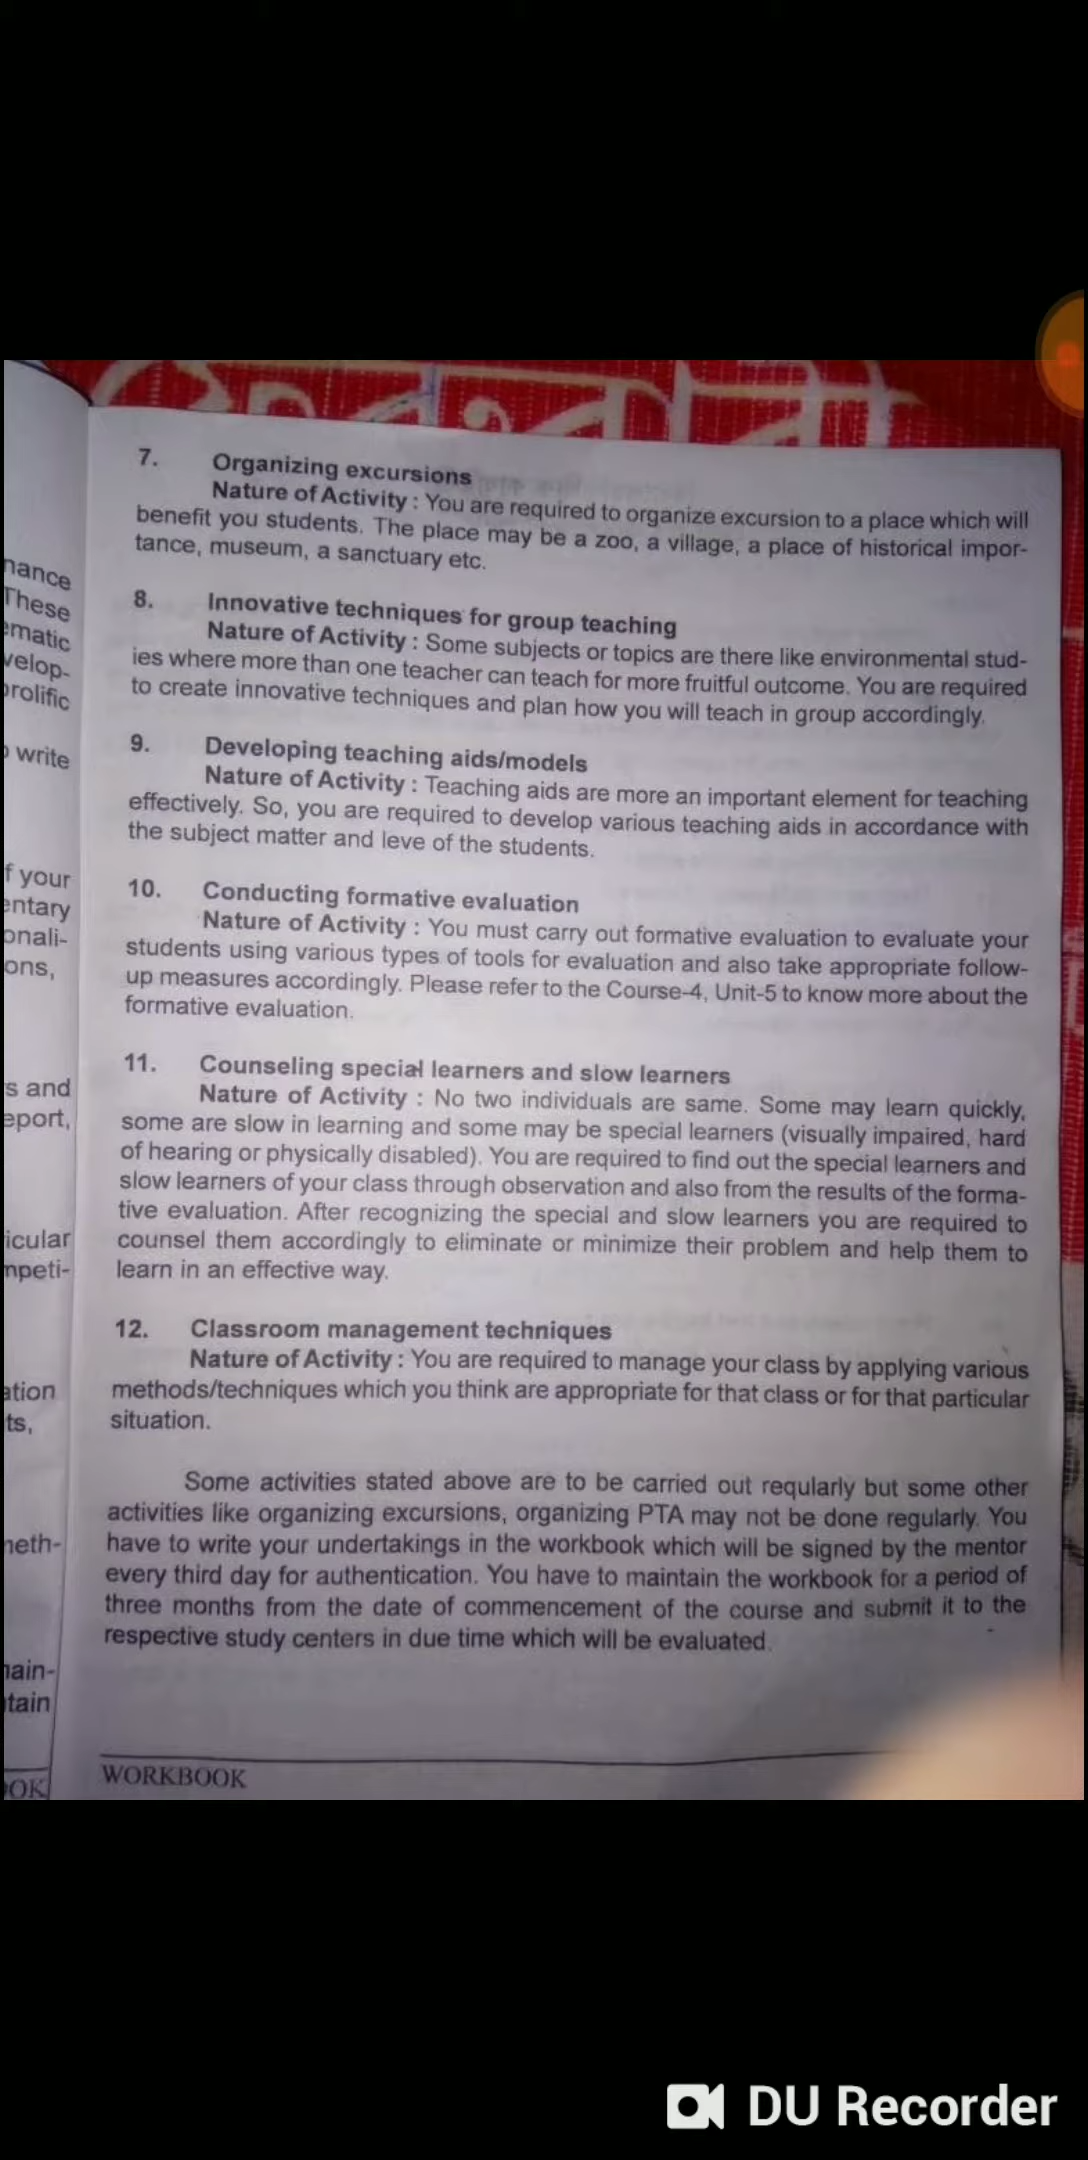 7. Organizing excursions
Nature of Activity : You are required to organize excursion to a place which will
benefit you students. The place may be a zoo, a village, a place of historical impor-
tance, museum, a sanctuary etc.
8. Innovative techniques for group teaching
Nature of Activity : Some subjects or topics are there like environmental stud-
ies where more than one teacher can teach for more fruitful outcome. You are required
to create innovative techniques and plan how you will teach in group accordingly.
9. Developing teaching aids/models
Nature of Activity : Teaching aids are more an important element for teaching
effectively. So, you are required to develop various teaching aids in accordance with
the subject matter and leve of the students.
10. Conducting formative evaluation
Nature of Activity : You must carry out formative evaluation to evaluate your
students using various types of tools for evaluation and also take appropriate follow-
up measures accordingly. Please refer to the Course-4, Unit-5 to know more about the
formative evaluation.
11. Counseling special learners and slow learners
Nature of Activity : No two individuals are same. Some may learn quickly,
some are slow in learning and some may be special learners (visually impaired, hard
of hearing or physically disabled). You are required to find out the special learners and
slow learners of your class through observation and also from the results of the forma-
tive evaluation. After recognizing the special and slow learners you are required to
counsel them accordingly to eliminate or minimize their problem and help them to
learn in an effective way.
12. Classroom management techniques
Nature of Activity : You are required to manage your class by applying various
methods/techniques which you think are appropriate for that class or for that particular
situation.
Some activities stated above are to be carried out reqularly but some other
activities like organizing excursions, organizing PTA may not be done regularly. You
have to write your undertakings in the workbook which will be signed by the mentor
every third day for authentication. You have to maintain the workbook for a period of
three months from the date of commencement of the course and submit it to the
respective study centers in due time which will be evaluated.
WORKBOOK
These
write
f your
s and
eport,
ons,
ts,
DU Recorder